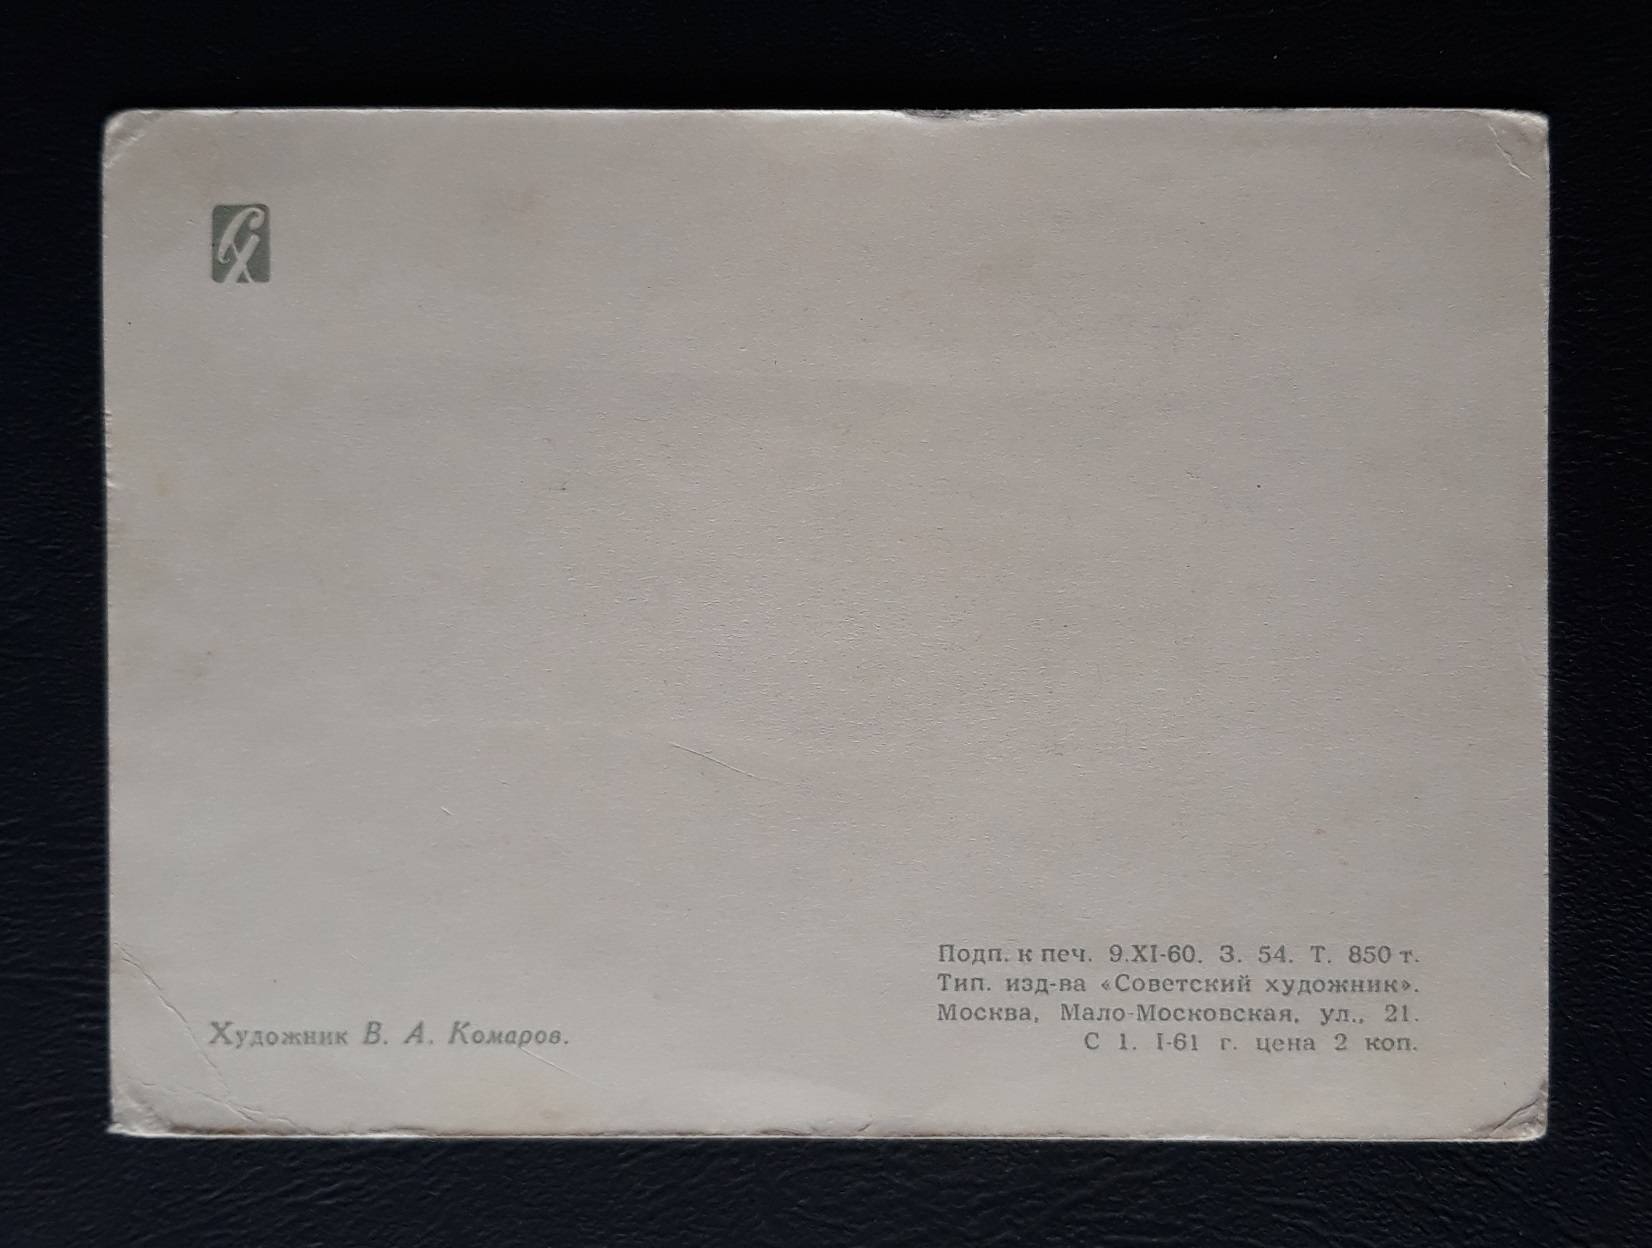 СХ
Художник В. А. Комаров.
Подп. к печ. 9.XI-60. З. 54. Т. 850 т.
Тип. изд-ва «Советский художник».
Москва, Мало-Московская, ул., 21.
С 1. I-61 г. цена 2 коп.